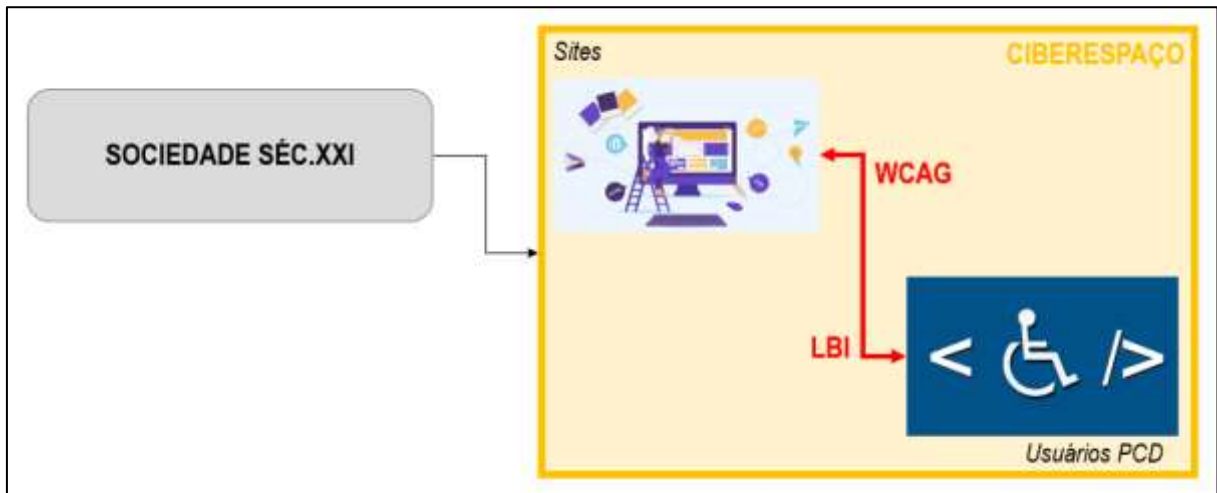 Sites
CIBERESPAÇO
SOCIEDADE SÉC.XXI
WCAG
LBI
< />
Usuários PCD